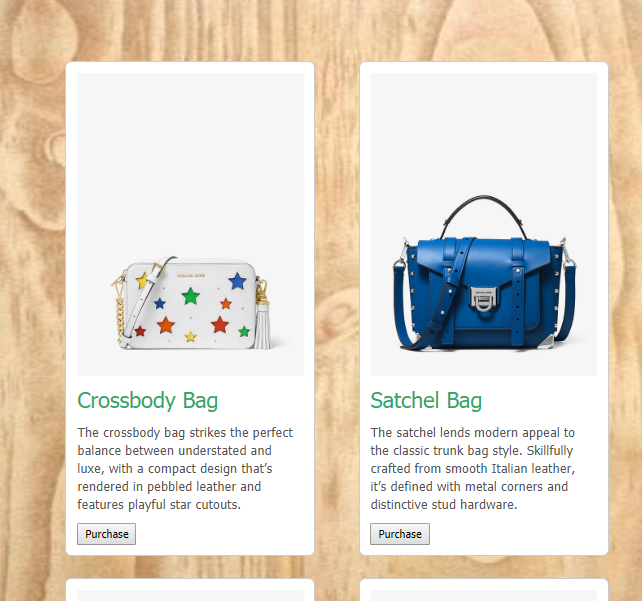 Crossbody Bag
The crossbody bag strikes the perfect
balance between understated and
luxe, with a compact design that’s
rendered in pebbled leather and
features playful star cutouts.
Purchase
Satchel Bag
The satchel lends modern appeal to
the classic trunk bag style. Skillfully
crafted from smooth Italian leather,
it’s defined with metal corners and
distinctive stud hardware.
Purchase